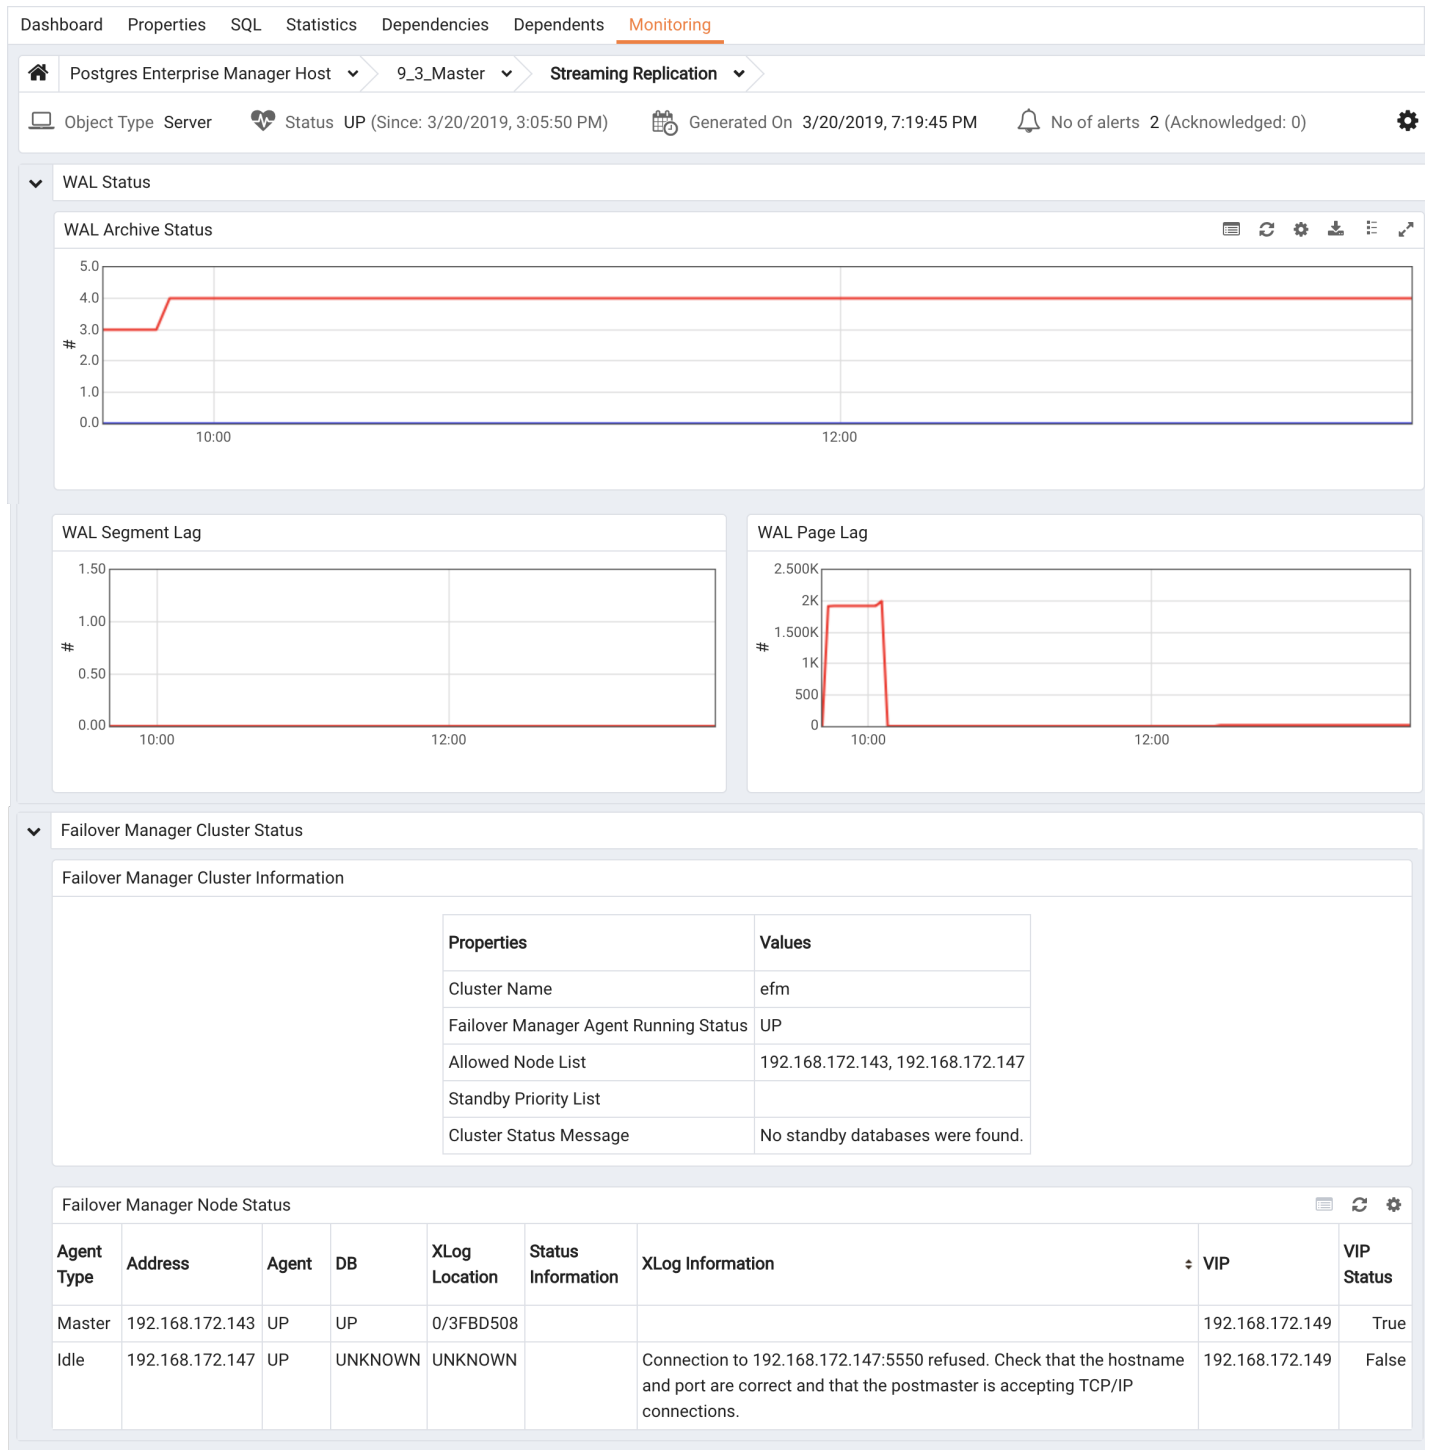 Dashboard Properties SQL Statistics Dependencies Dependents Monitoring
Postgres Enterprise Manager Host 9_3_Master Streaming Replication
Object Type Server Status UP (Since: 3/20/2019, 3:05:50 PM) Generated On 3/20/2019, 7:19:45 PM No of alerts 2 (Acknowledged: 0)
WAL Status
WAL Archive Status
5.0
4.0
3.0
#
2.0
1.0
0.0
10:00 12:00
WAL Segment Lag
1.50
1.00
#
0.50
0.00
10:00 12:00
WAL Page Lag
2.500K
2K
1.500K
#
1K
500
0
10:00 12:00
Failover Manager Cluster Status
Failover Manager Cluster Information
Properties Values
Cluster Name efm
Failover Manager Agent Running Status UP
Allowed Node List 192.168.172.143, 192.168.172.147
Standby Priority List
Cluster Status Message No standby databases were found.
Failover Manager Node Status
Agent Type Address Agent DB XLog Location Status Information XLog Information VIP VIP Status
Master 192.168.172.143 UP UP 0/3FBD508 192.168.172.149 True
Idle 192.168.172.147 UP UNKNOWN UNKNOWN Connection to 192.168.172.147:5550 refused. Check that the hostname 192.168.172.149 False
and port are correct and that the postmaster is accepting TCP/IP
connections.